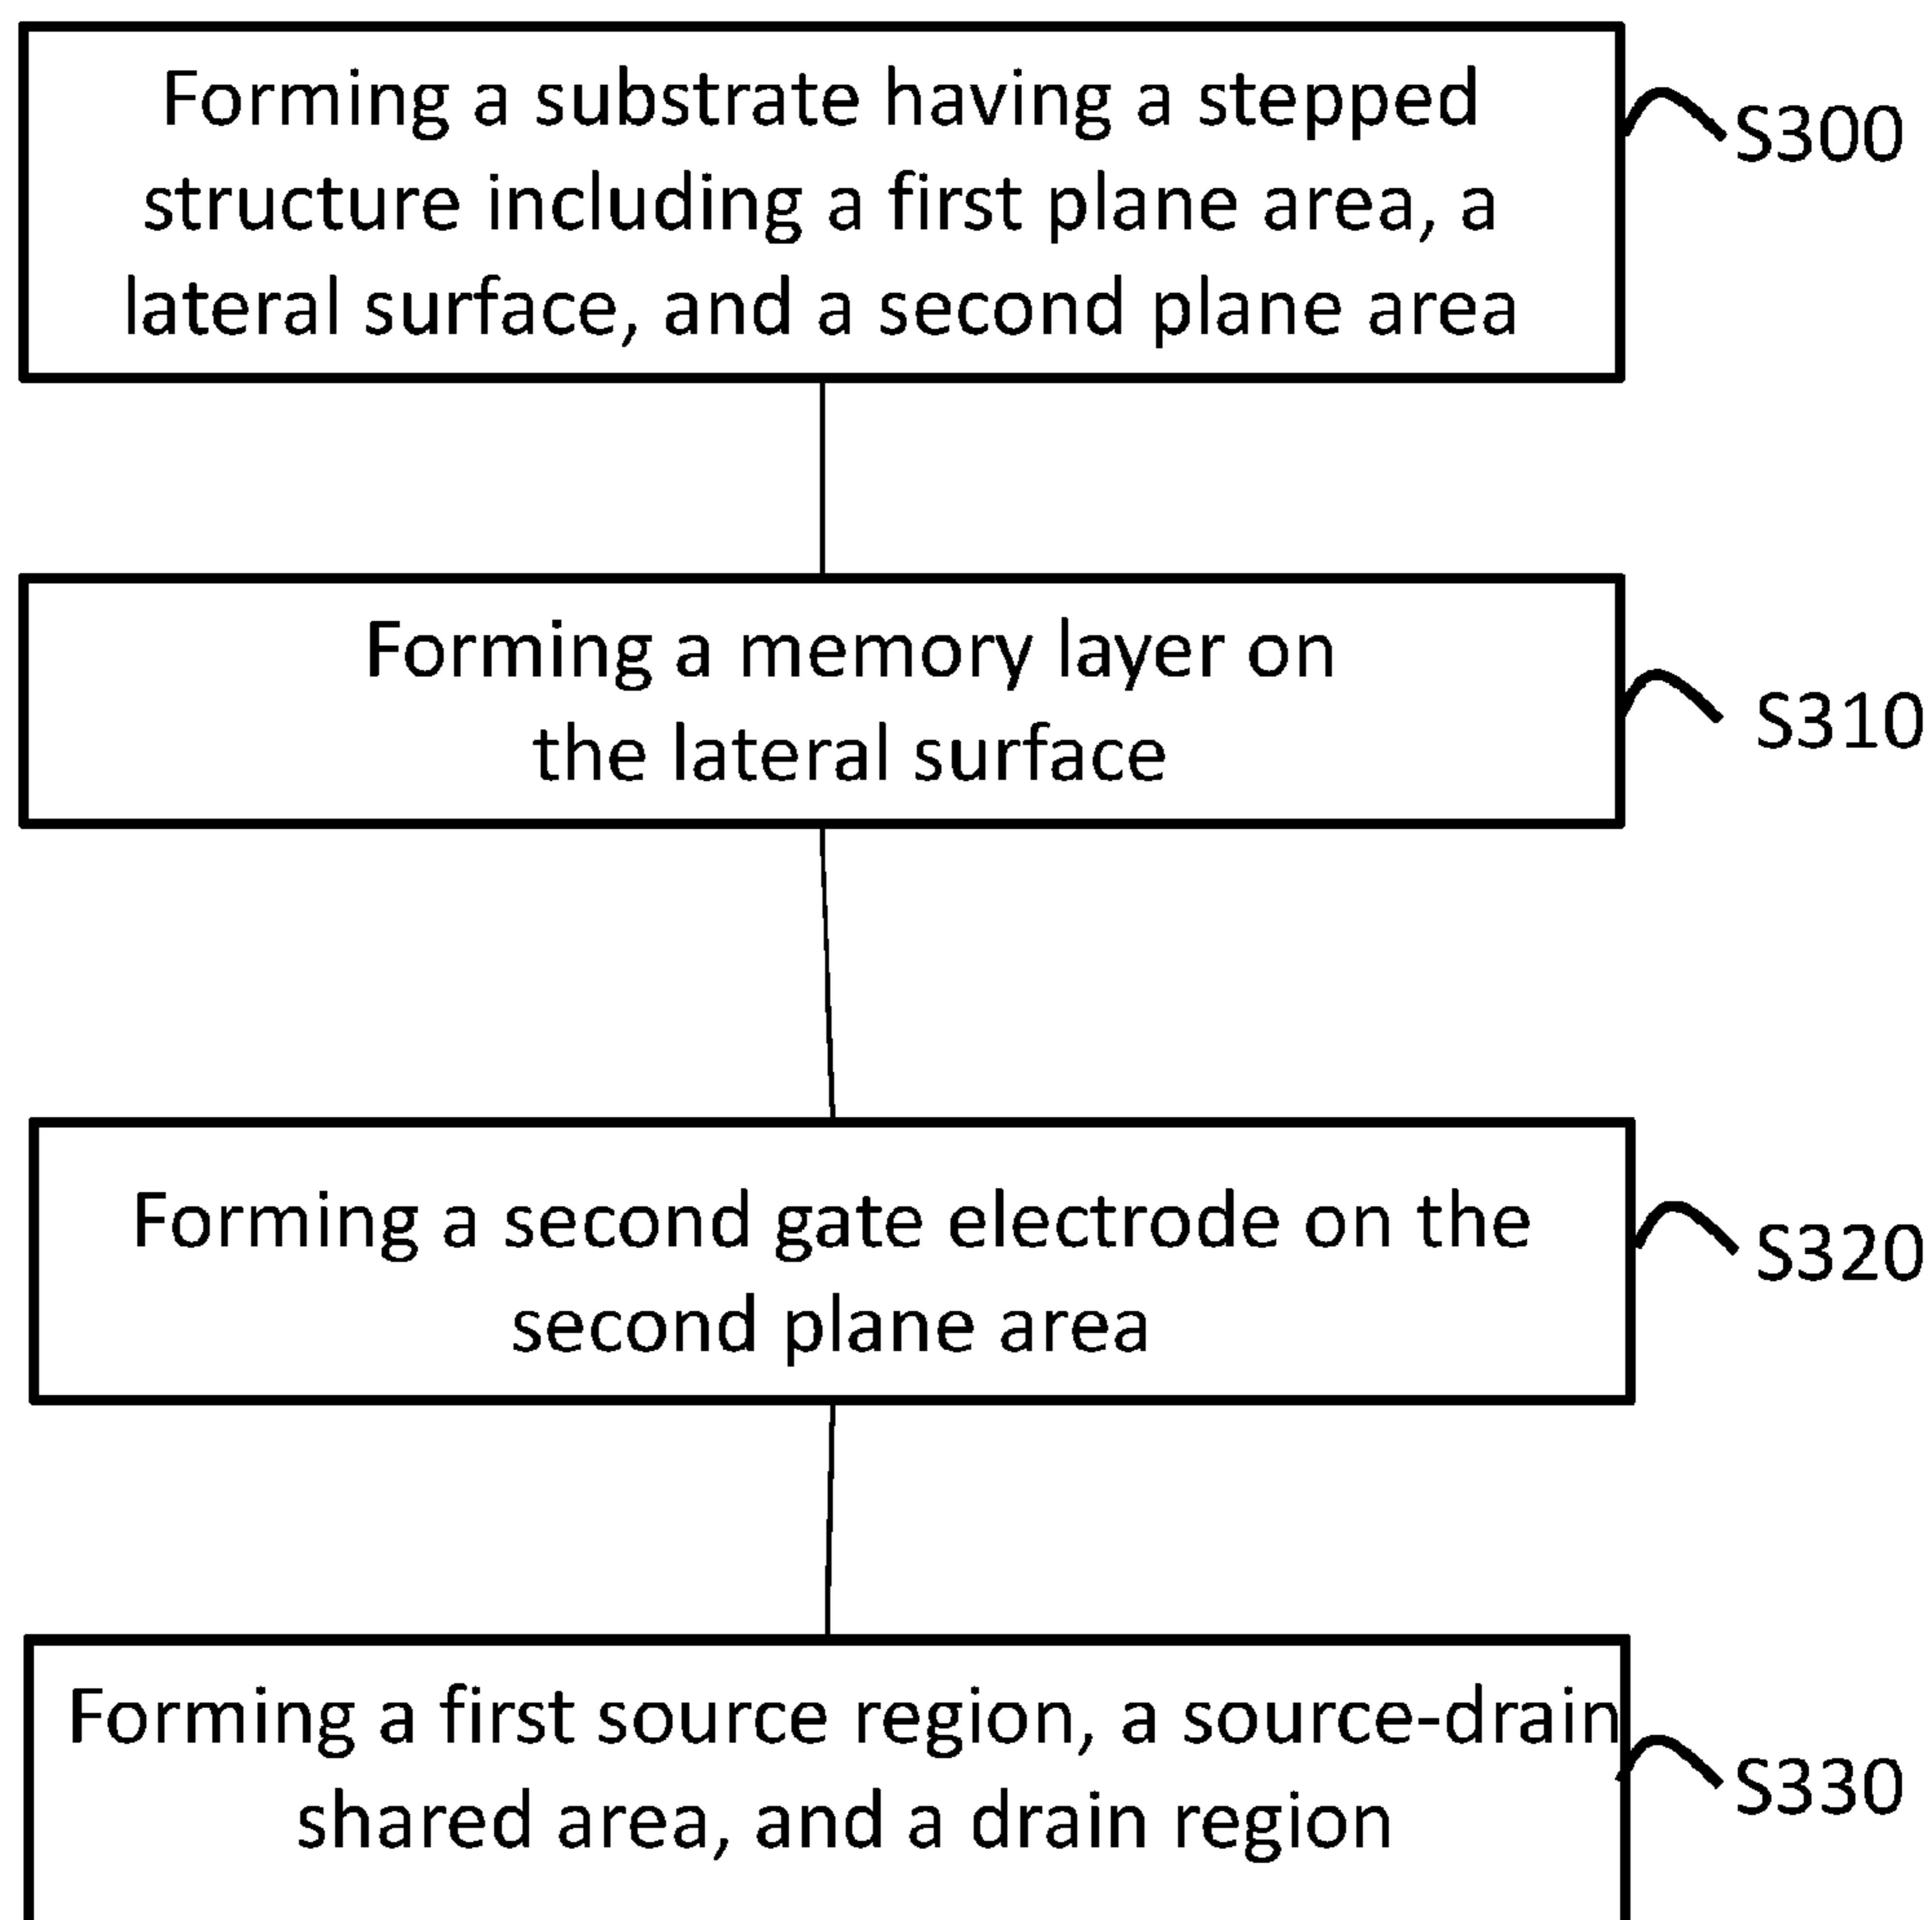 Forming a substrate having a stepped
structure including a first plane area, a
lateral surface, and a second plane area
S300
Forming a memory layer on
the lateral surface
S310
Forming a second gate electrode on the
second plane area
S320
Forming a first source region, a source-drain
shared area, and a drain region
S330